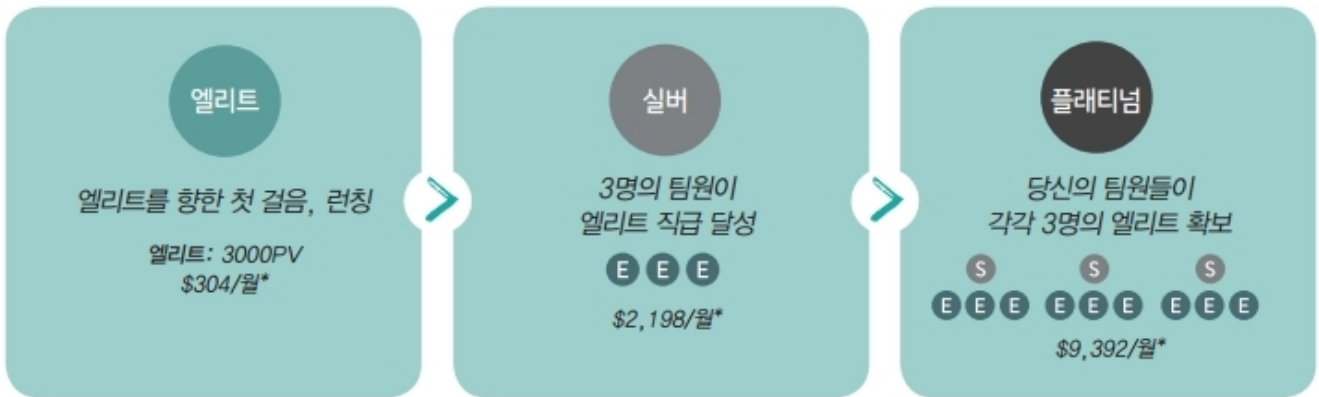 엘리트
엘리트를 향한 첫 걸음, 런칭
엘리트: 3000PV
$304/월*
실버
3명의 팀원이
엘리트 직급 달성
E E E
$2,198/월*
플래티넘
당신의 팀원들이
각각 3명의 엘리트 확보
S S S
E E E E E E E E E
$9,392/월*